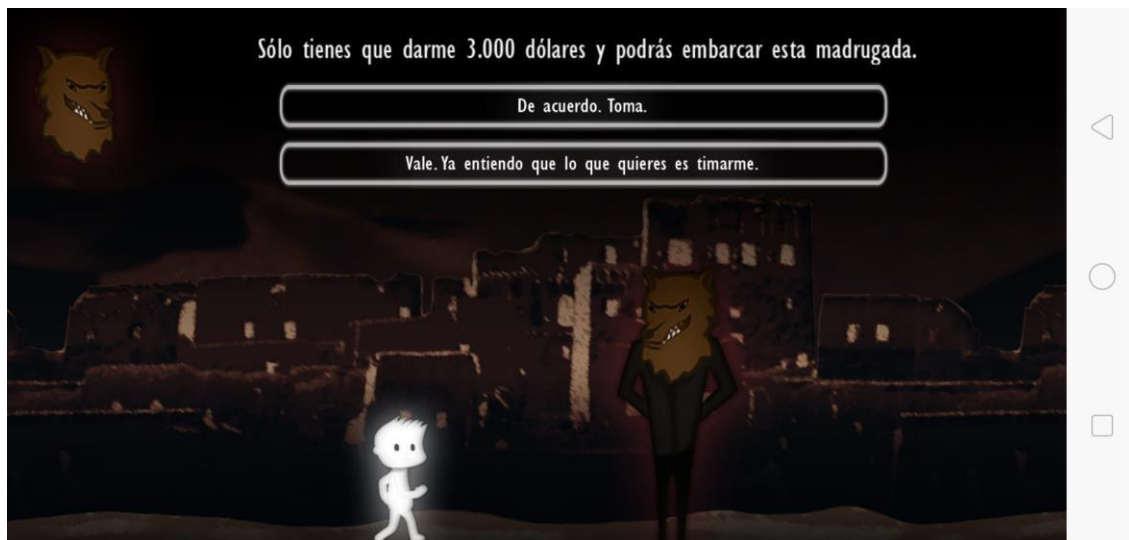 Sólo tienes que darme 3.000 dólares y podrás embarcar esta madrugada.
De acuerdo. Toma.
Vale. Ya entiendo que lo que quieres es timarme.